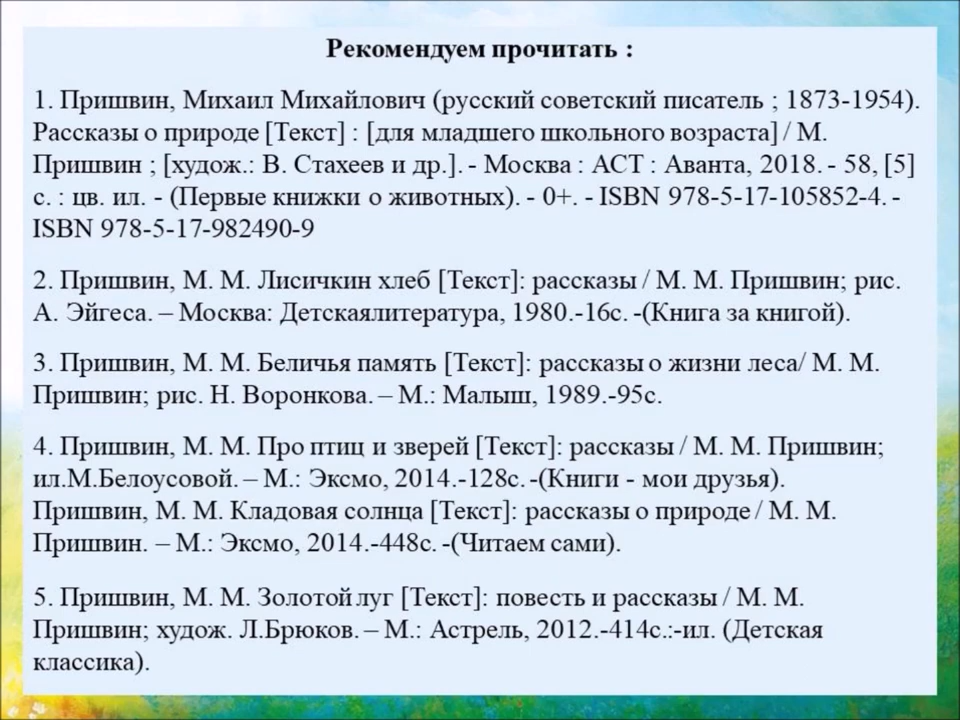 Рекомендуем прочитать :
1. Пришвин, Михаил Михайлович (русский советский писатель ; 1873-1954).
Рассказы о природе [Текст] : [для младшего школьного возраста] / М.
Пришвин ; [худож.: В. Стахеев и др.]. - Москва : АСТ : Аванта, 2018. - 58, [5]
с. : цв. ил. - (Первые книжки о животных). - 0+. - ISBN 978-5-17-105852-4. -
ISBN 978-5-17-982490-9
2. Пришвин, М. М. Лисичкин хлеб [Текст]: рассказы / М. М. Пришвин; рис.
А. Эйгеса. – Москва: Детскаялитература, 1980.-16с. -(Книга за книгой).
3. Пришвин, М. М. Беличья память [Текст]: рассказы о жизни леса/ М. М.
Пришвин; рис. Н. Воронкова. – М.: Малыш, 1989.-95с.
4. Пришвин, М. М. Про птиц и зверей [Текст]: рассказы / М. М. Пришвин;
ил.М.Белоусовой. – М.: Эксмо, 2014.-128с. -(Книги - мои друзья).
Пришвин, М. М. Кладовая солнца [Текст]: рассказы о природе / М. М.
Пришвин. – М.: Эксмо, 2014.-448с. -(Читаем сами).
5. Пришвин, М. М. Золотой луг [Текст]: повесть и рассказы / М. М.
Пришвин; худож. Л.Брюков. – М.: Астрель, 2012.-414с.:-ил. (Детская
классика).